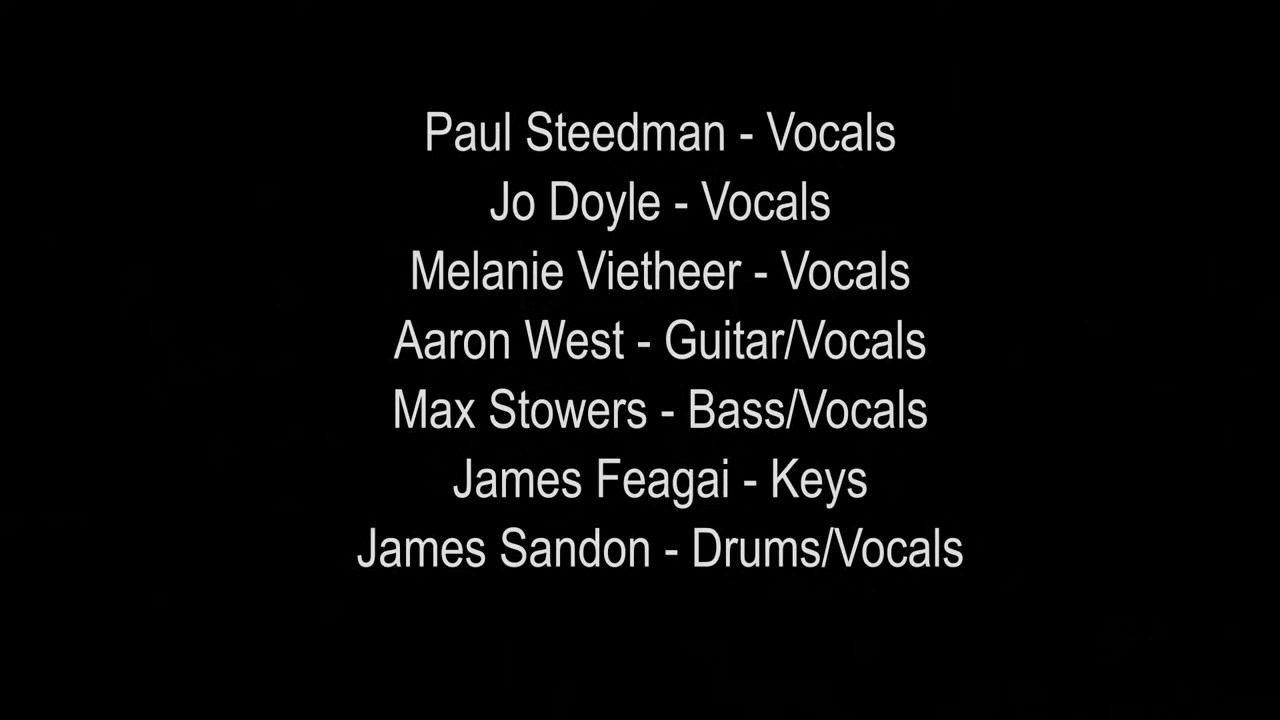 Paul Steedman - Vocals
Jo Doyle - Vocals
Melanie Vietheer - Vocals
Aaron West - Guitar/Vocals
Max Stowers - Bass/Vocals
James Feagai - Keys
James Sandon - Drums/Vocals